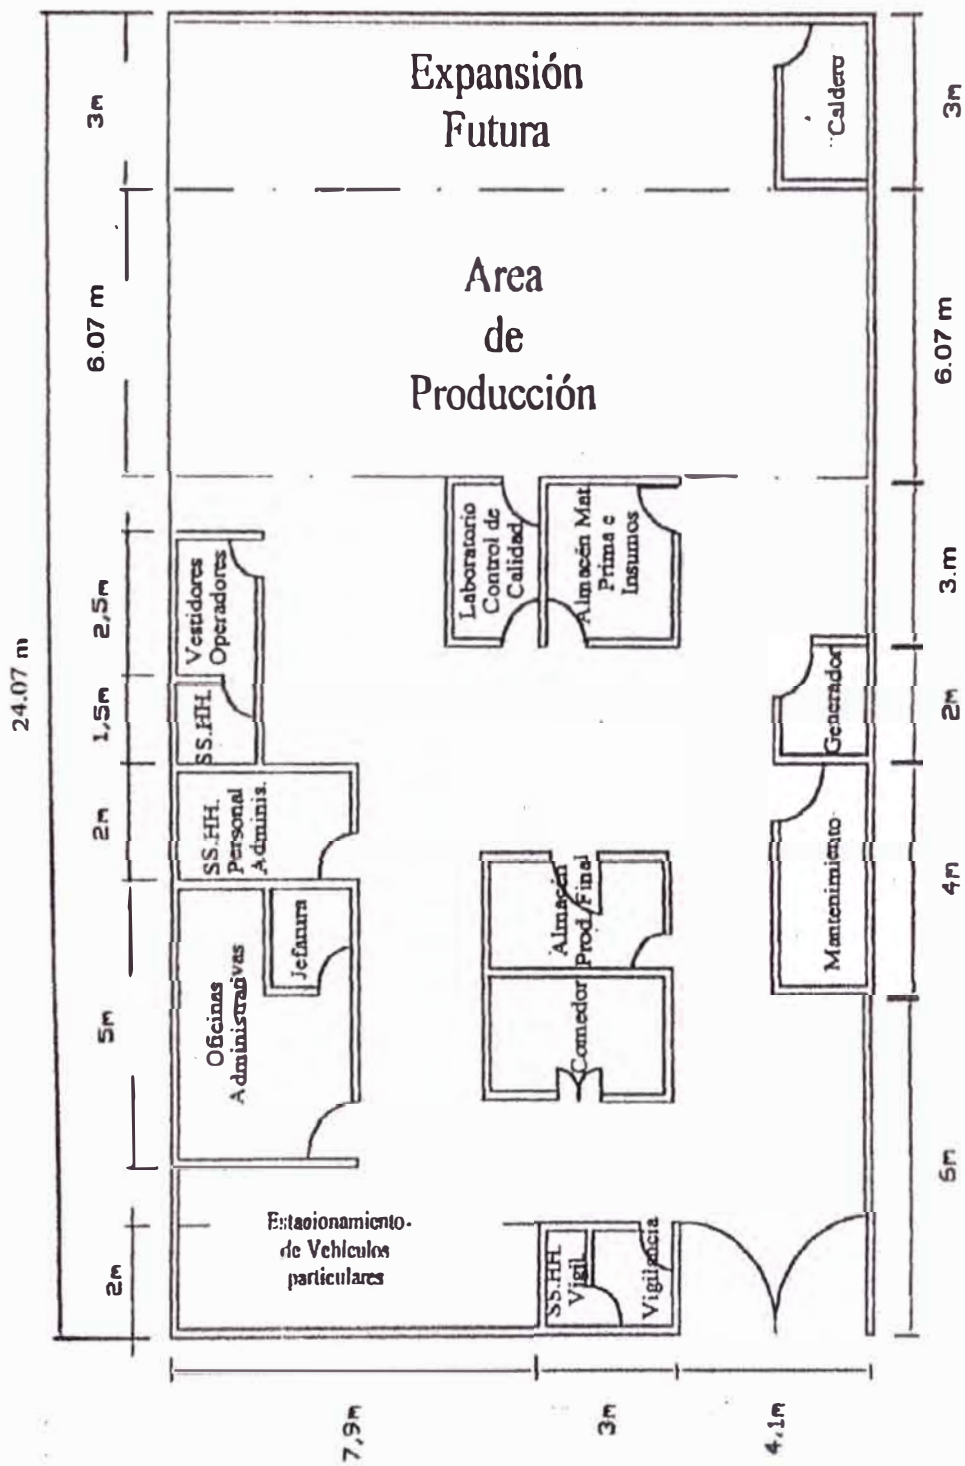 24.07 m
3m
6.07 m
2,5m
1,5m
2m
5m
2m
Expansión
Futura
Caldero
Area
de
Producción
Laboratorio
Control de
Calidad
Almacén Mat.
Prima e
Insumos
Vestidores
Operadores
SS.HH.
SS.HH.
Personal
Adminis.
Generador
Mantenimiento
Almacén
Prod. Final
Comedor
Jefatura
Oficinas
Administrativas
Estacionamiento
de Vehículos
particulares
SS.HH.
Vigil.
Vigilancia
3m
6.07 m
3.m
2m
4m
6m
7,9m
3m
4.1m